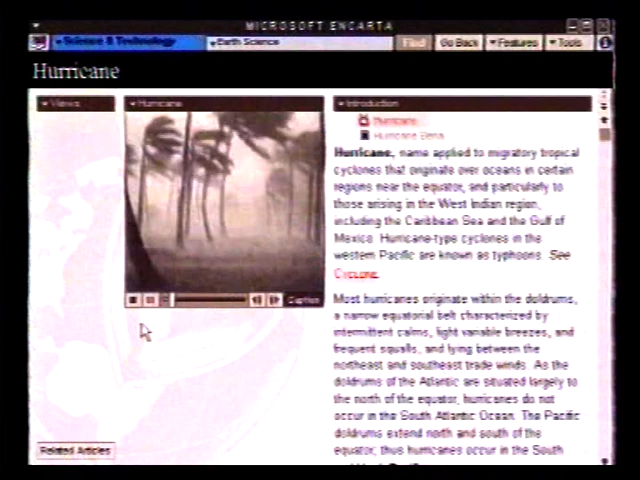 MICROSOFT ENCARTA
Science & Technology
Earth Science
Find
Go Back
Features
Tools
Hurricane
Views
Hurricane
Introduction
Hurricane
Hurricane Elena
Hurricane, name applied to migratory tropical
cyclones that originate over oceans in certain
regions near the equator, and particularly to
those arising in the West Indian region,
including the Caribbean Sea and the Gulf of
Mexico. Hurricane-type cyclones in the
western Pacific are known as typhoons. See
Cyclone.
Most hurricanes originate within the doldrums,
a narrow equatorial belt characterized by
intermittent calms, light variable breezes, and
frequent squalls, and lying between the
northeast and southeast trade winds. As the
doldrums of the Atlantic are situated largely to
the north of the equator, hurricanes do not
occur in the South Atlantic Ocean. The Pacific
doldrums extend north and south of the
equator; thus hurricanes occur in the South
Caption
Related Articles